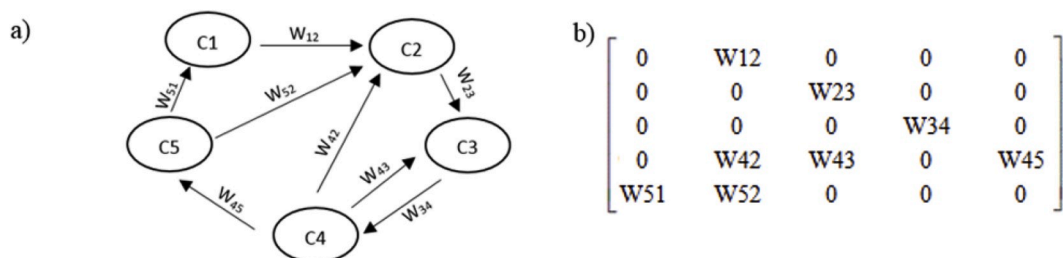 a)
C1
W₁₂
C2
W₅₁
W₅₂
W₂₃
C5
W₄₂
C3
W₄₃
W₄₅
W₃₄
C4
b)
0 W12 0 0 0
0 0 W23 0 0
0 0 0 W34 0
0 W42 W43 0 W45
W51 W52 0 0 0